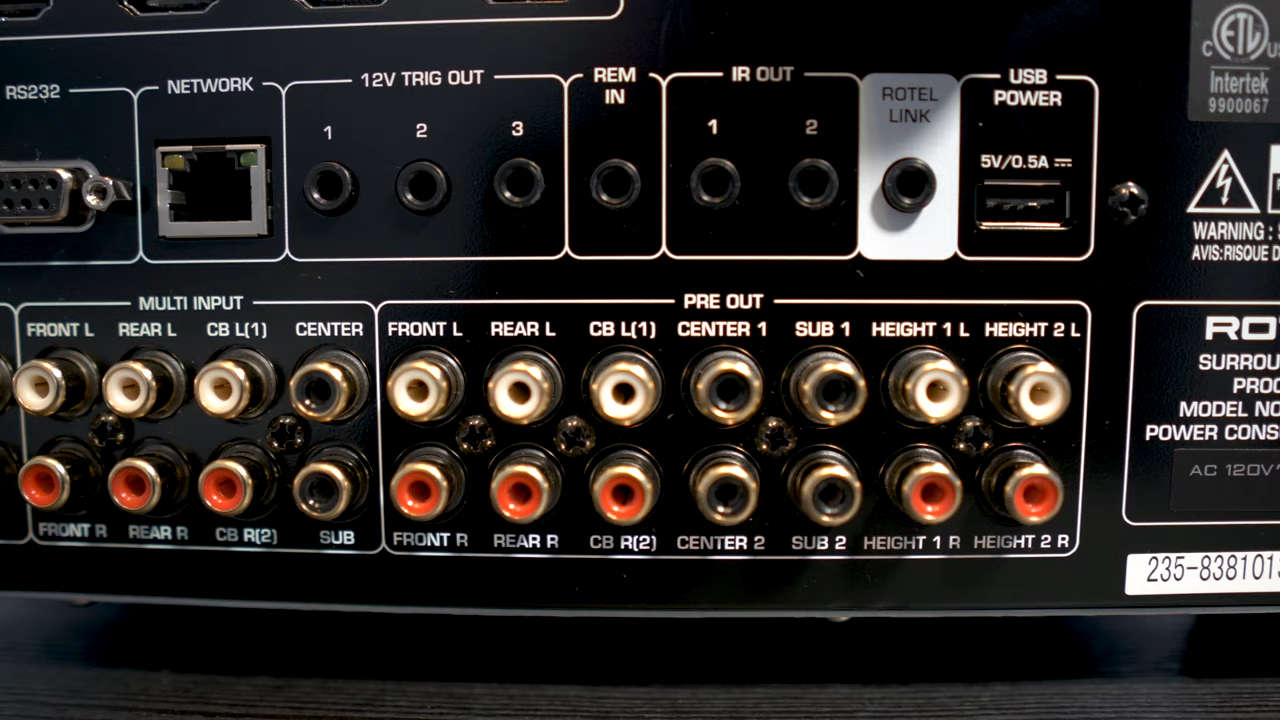 RS232
NETWORK
12V TRIG OUT
1
2
3
REM
IN
IR OUT
1
2
ROTEL
LINK
USB
POWER
5V/0.5A
C ETL
Intertek
9900067
WARNING :
AVIS:RISQUE
MULTI INPUT
FRONT L
REAR L
CB L(1)
CENTER
FRONT R
REAR R
CB R(2)
SUB
PRE OUT
FRONT L
REAR L
CB L(1)
CENTER 1
SUB 1
HEIGHT 1 L
HEIGHT 2 L
FRONT R
REAR R
CB R(2)
CENTER 2
SUB 2
HEIGHT 1 R
HEIGHT 2 R
RO
SURROU
PROC
MODEL NO
POWER CONS
AC 120V
235-838101